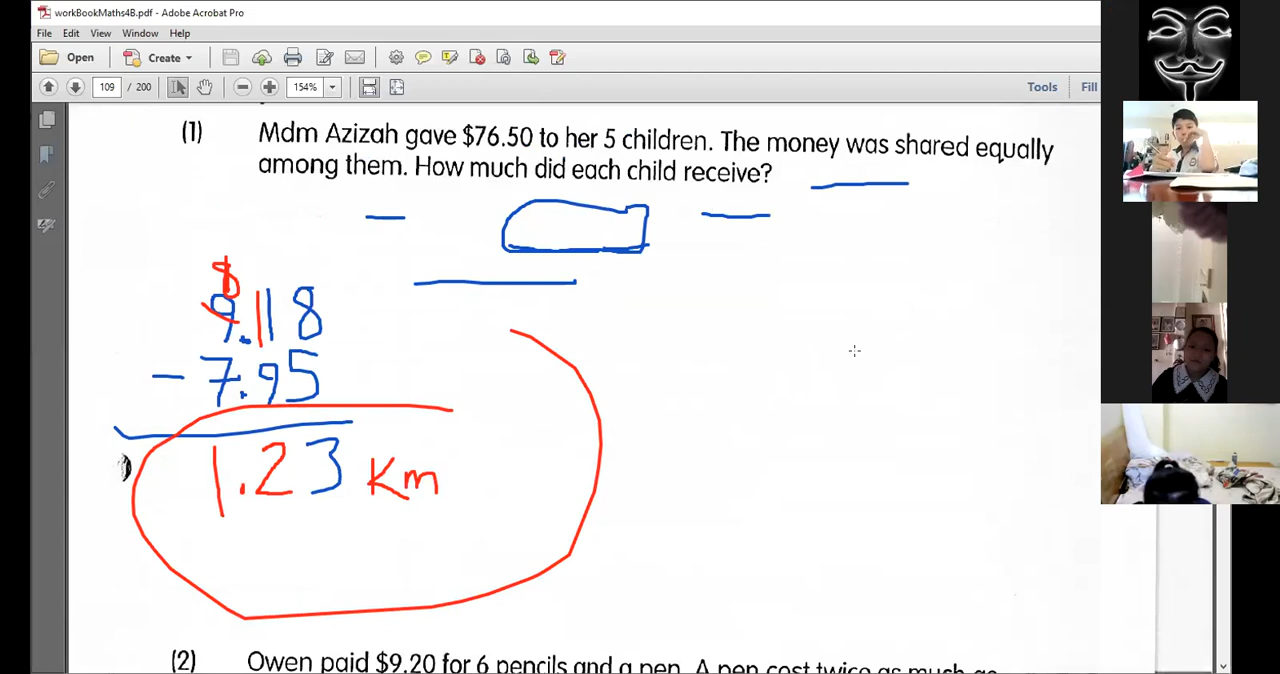 workBookMaths4B.pdf - Adobe Acrobat Pro
File Edit View Window Help
Open Create
109 / 200 154% Tools Fill
(1) Mdm Azizah gave $76.50 to her 5 children. The money was shared equally
among them. How much did each child receive?
8
9.118
- 7.95
1.23 Km
(2) Owen paid $9.20 for 6 pencils and a pen. A pen cost twice as much as